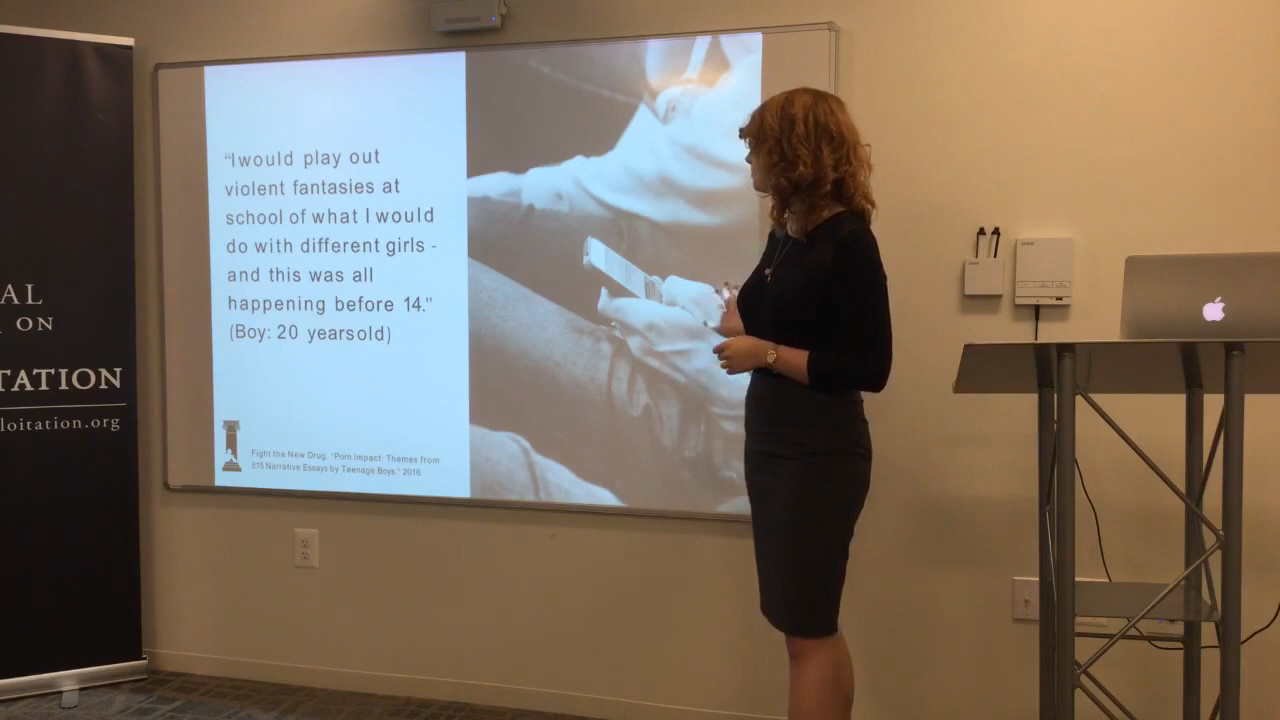 AL
ON
TATION
loitation.org
“I would play out
violent fantasies at
school of what I would
do with different girls -
and this was all
happening before 14.”
(Boy: 20 yearsold)
Fight the New Drug. “Porn Impact: Themes from
815 Narrative Essays by Teenage Boys.” 2016.